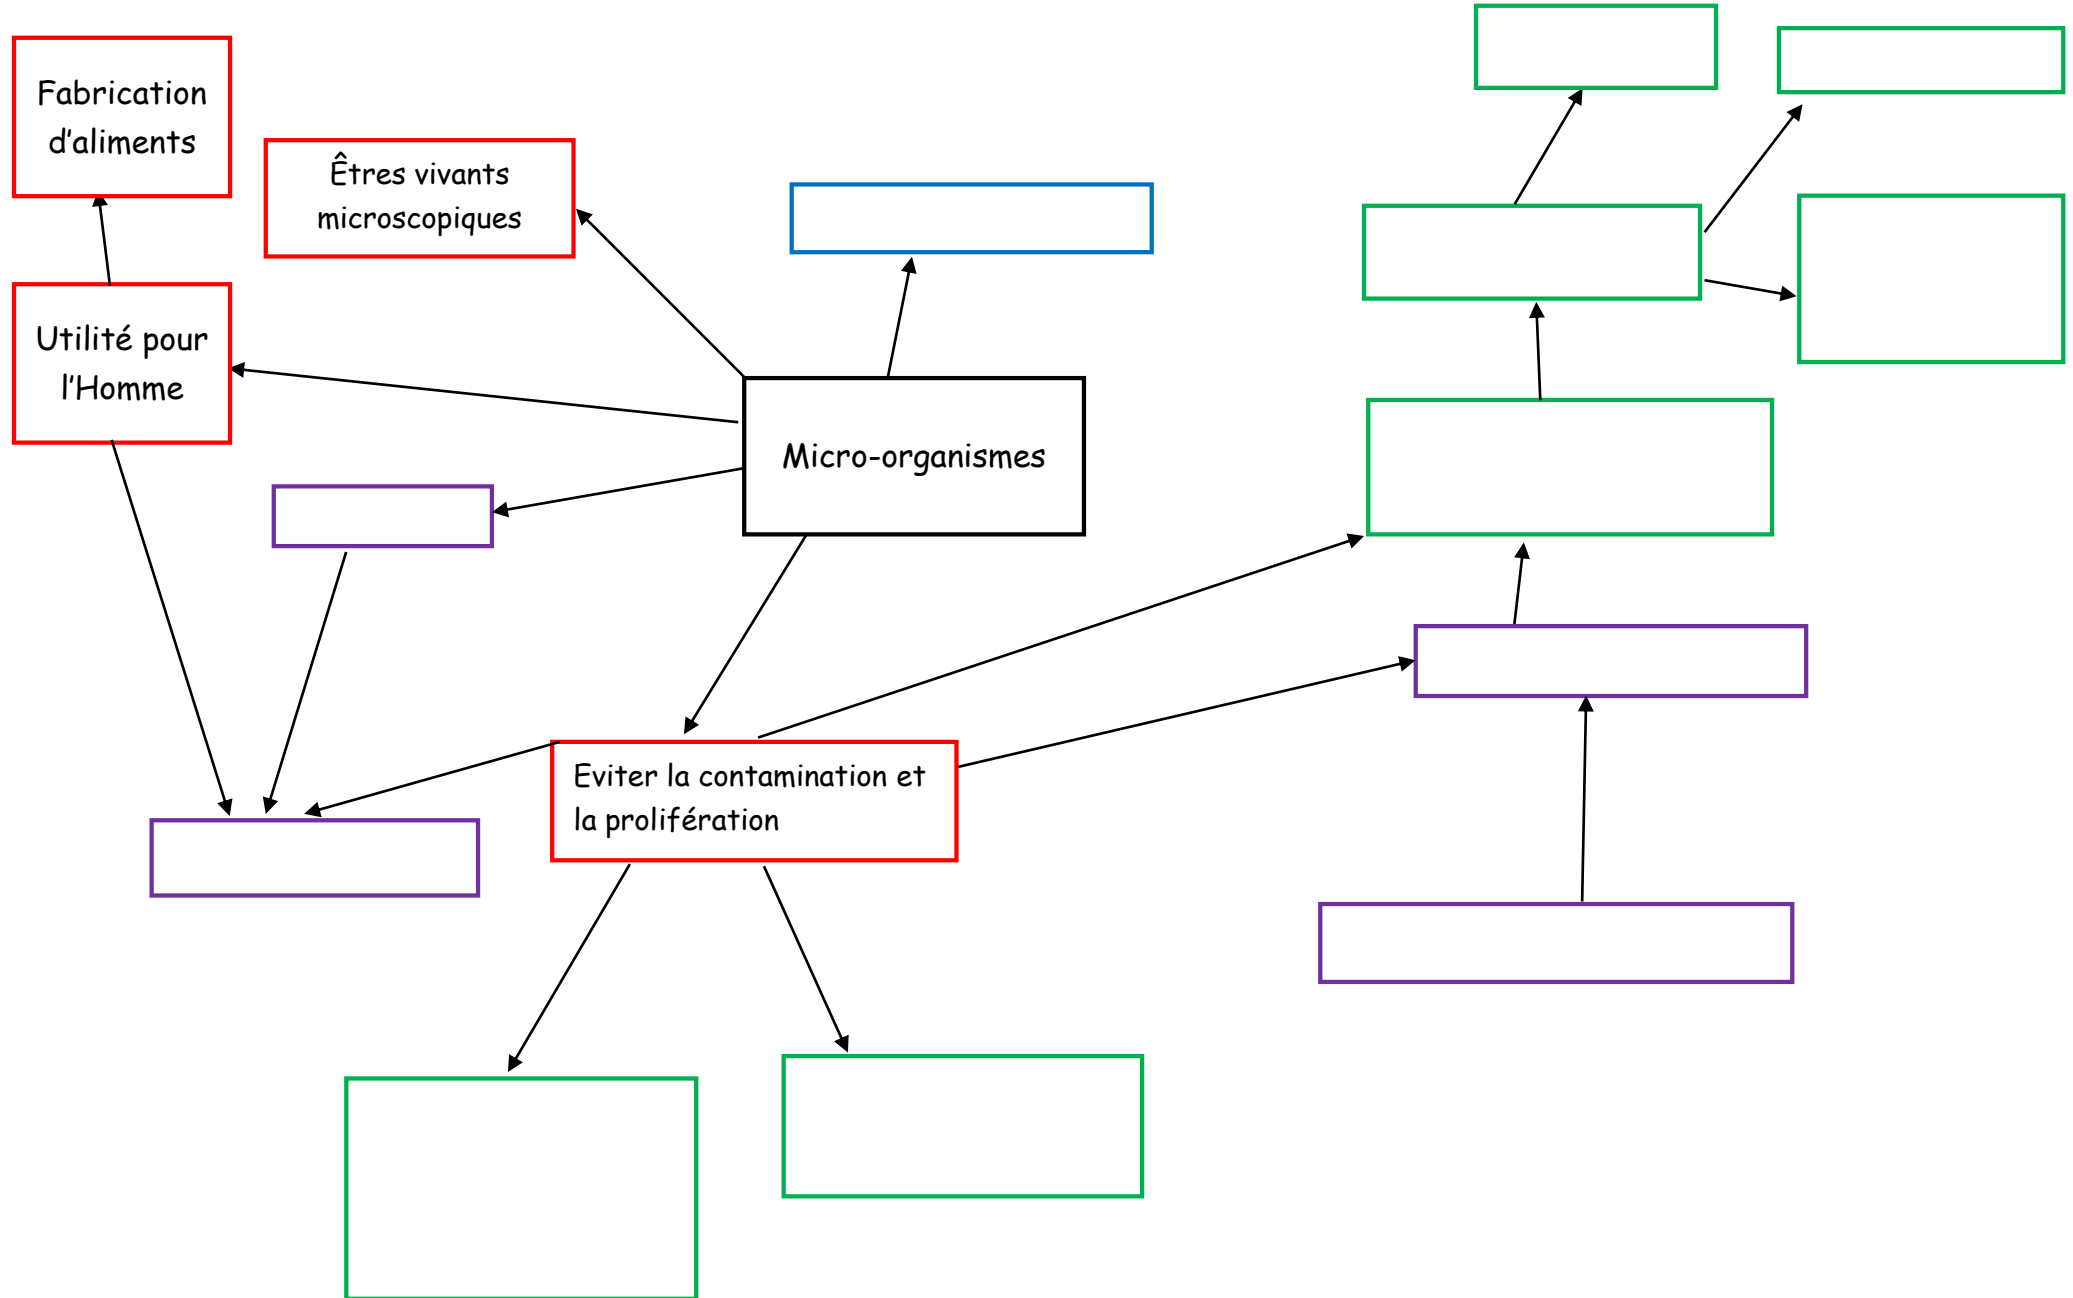 Fabrication
d'aliments
Êtres vivants
microscopiques
Utilité pour
l'Homme
Micro-organismes
Eviter la contamination et
la prolifération